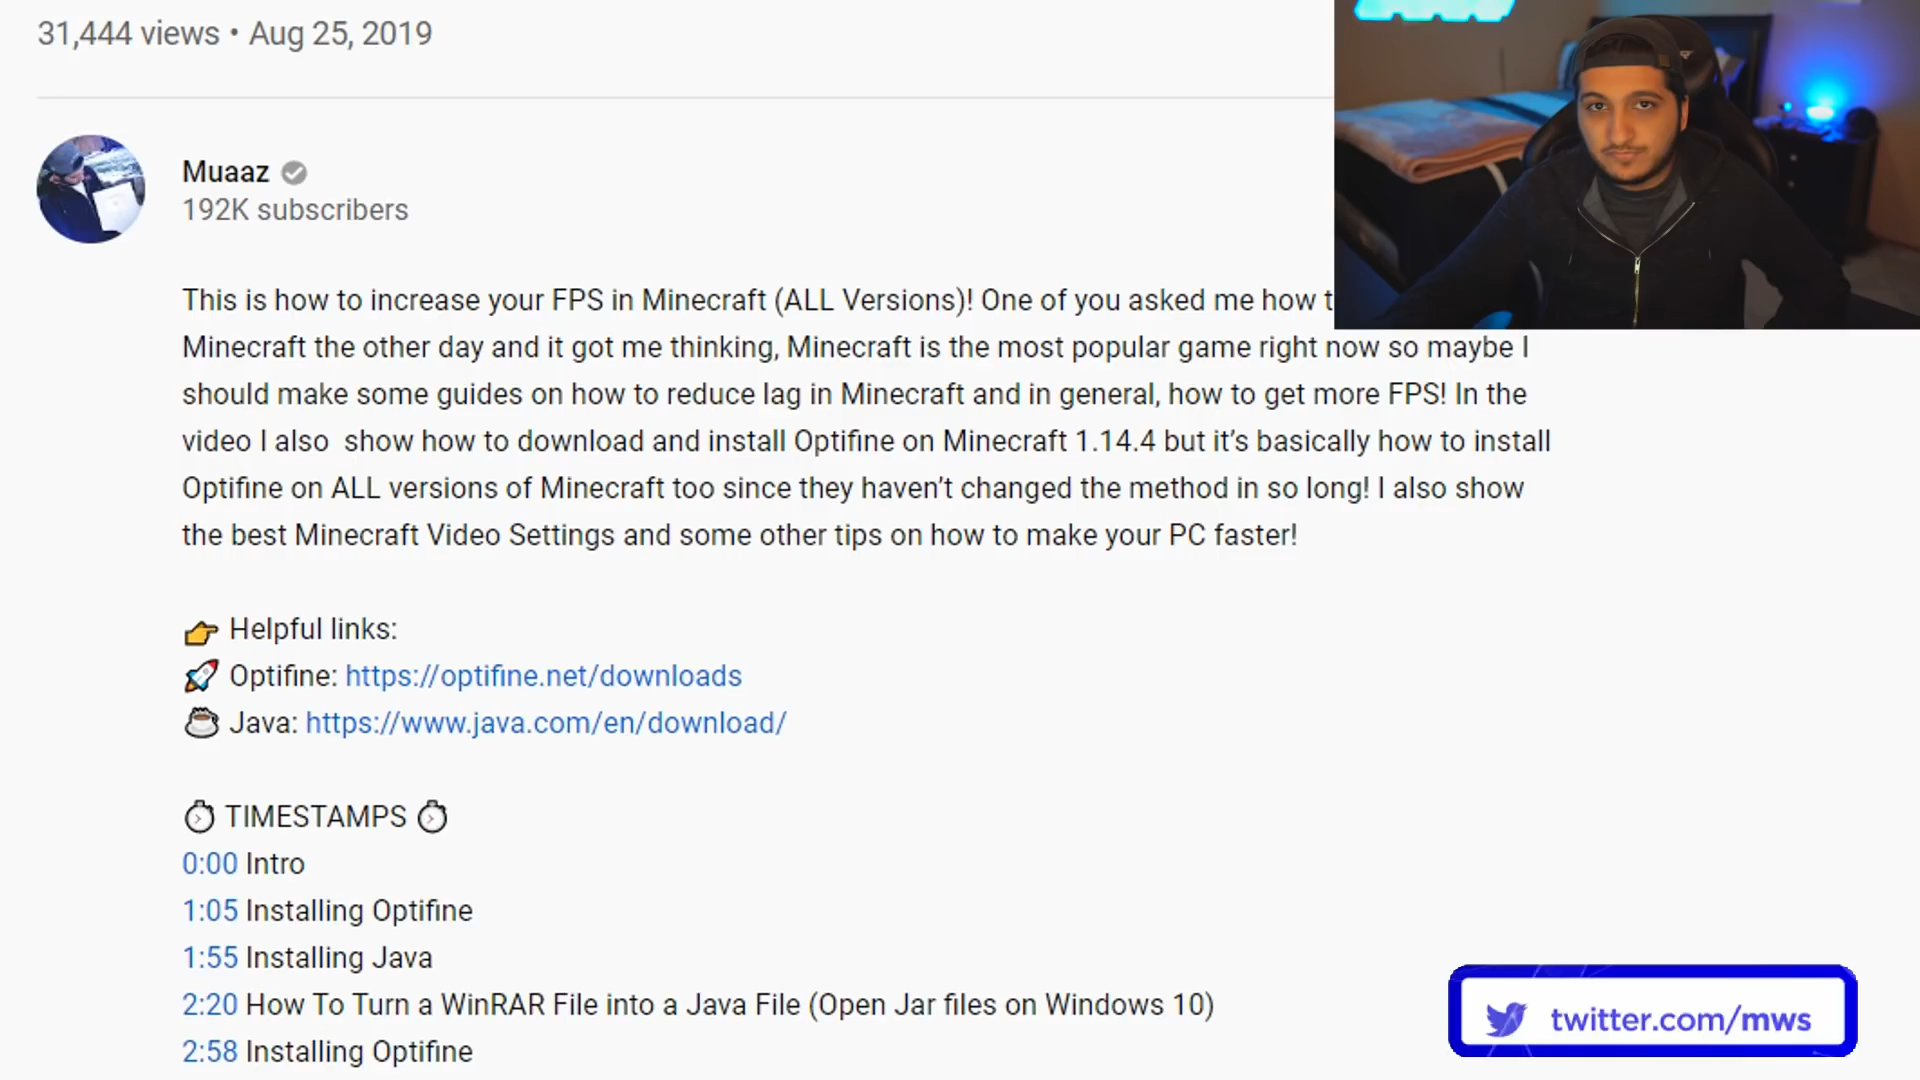 31,444 views • Aug 25, 2019
Muaaz
192K subscribers
This is how to increase your FPS in Minecraft (ALL Versions)! One of you asked me how t
Minecraft the other day and it got me thinking, Minecraft is the most popular game right now so maybe I
should make some guides on how to reduce lag in Minecraft and in general, how to get more FPS! In the
video I also  show how to download and install Optifine on Minecraft 1.14.4 but it’s basically how to install
Optifine on ALL versions of Minecraft too since they haven’t changed the method in so long! I also show
the best Minecraft Video Settings and some other tips on how to make your PC faster!
👉 Helpful links:
🚀 Optifine: https://optifine.net/downloads
☕ Java: https://www.java.com/en/download/
⏱ TIMESTAMPS ⏱
0:00 Intro
1:05 Installing Optifine
1:55 Installing Java
2:20 How To Turn a WinRAR File into a Java File (Open Jar files on Windows 10)
2:58 Installing Optifine
twitter.com/mws